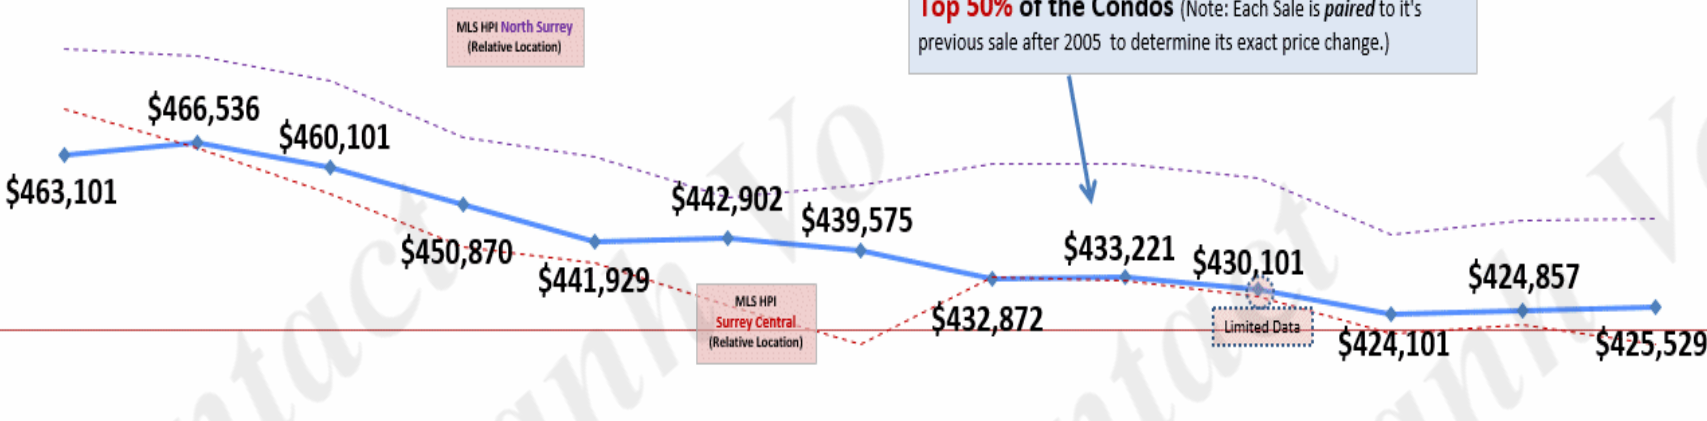 Top 50% of the Condos (Note: Each Sale is paired to it's
previous sale after 2005 to determine its exact price change.)
MLS HPI North Surrey
(Relative Location)
$463,101
$466,536
$460,101
$450,870
$441,929
$442,902
$439,575
$432,872
$433,221
$430,101
$424,101
$424,857
$425,529
MLS HPI
Surrey Central
(Relative Location)
Limited Data